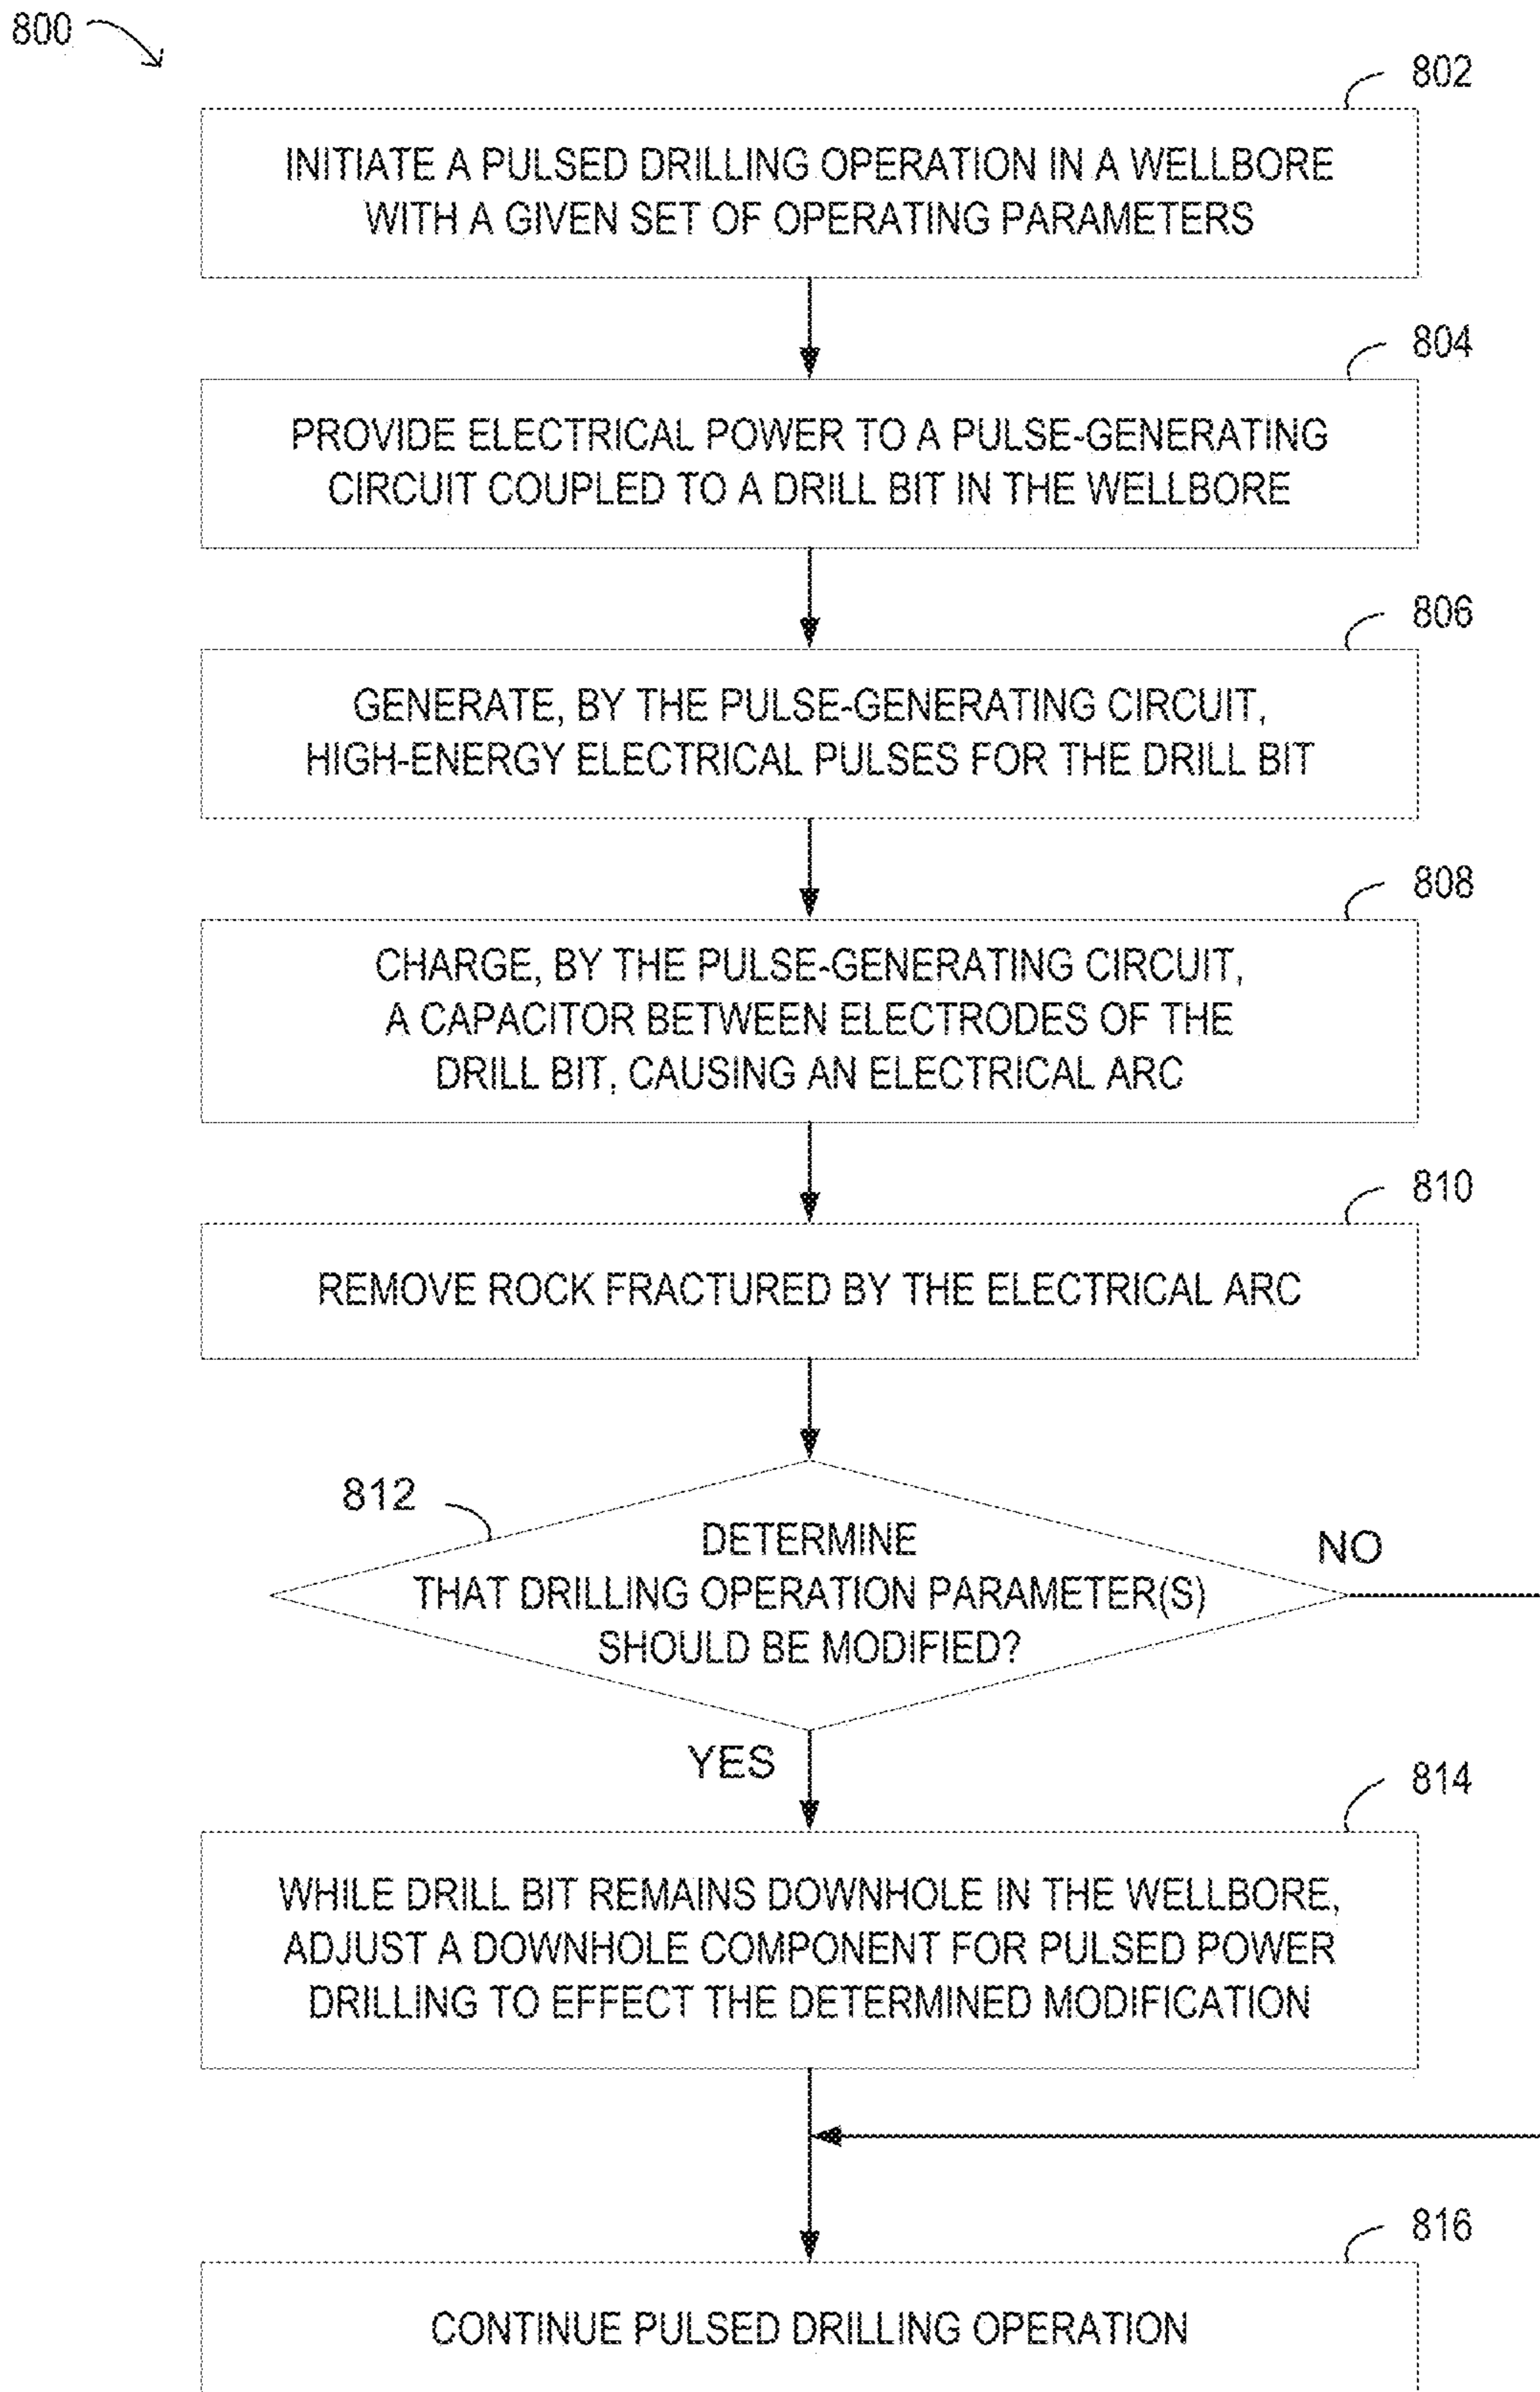 800
802
INITIATE A PULSED DRILLING OPERATION IN A WELLBORE
WITH A GIVEN SET OF OPERATING PARAMETERS
804
PROVIDE ELECTRICAL POWER TO A PULSE-GENERATING
CIRCUIT COUPLED TO A DRILL BIT IN THE WELLBORE
806
GENERATE, BY THE PULSE-GENERATING CIRCUIT,
HIGH-ENERGY ELECTRICAL PULSES FOR THE DRILL BIT
808
CHARGE, BY THE PULSE-GENERATING CIRCUIT,
A CAPACITOR BETWEEN ELECTRODES OF THE
DRILL BIT, CAUSING AN ELECTRICAL ARC
810
REMOVE ROCK FRACTURED BY THE ELECTRICAL ARC
812
DETERMINE
THAT DRILLING OPERATION PARAMETER(S)
SHOULD BE MODIFIED?
NO
YES
814
WHILE DRILL BIT REMAINS DOWNHOLE IN THE WELLBORE,
ADJUST A DOWNHOLE COMPONENT FOR PULSED POWER
DRILLING TO EFFECT THE DETERMINED MODIFICATION
816
CONTINUE PULSED DRILLING OPERATION